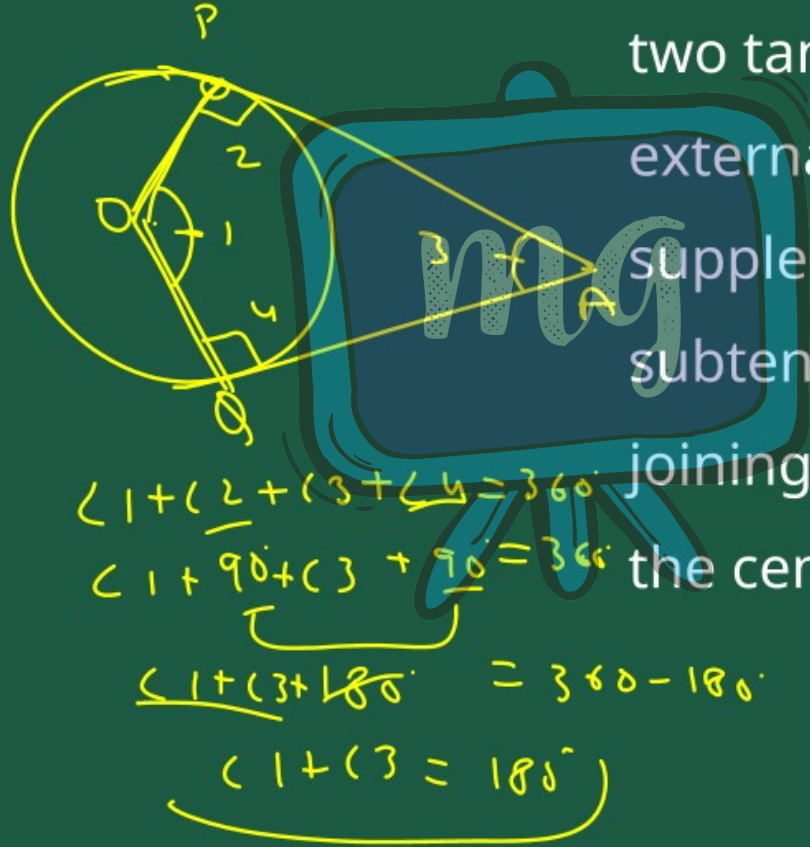 P
two tar
2
externa
O
1
3
mg
A
supple
4
subten
Q
joining
∠1+∠2+∠3+∠4=360°
∠1+90°+∠3+90°=360°
the cen
∠1+∠3+180° = 360-180°
∠1+∠3 = 180°